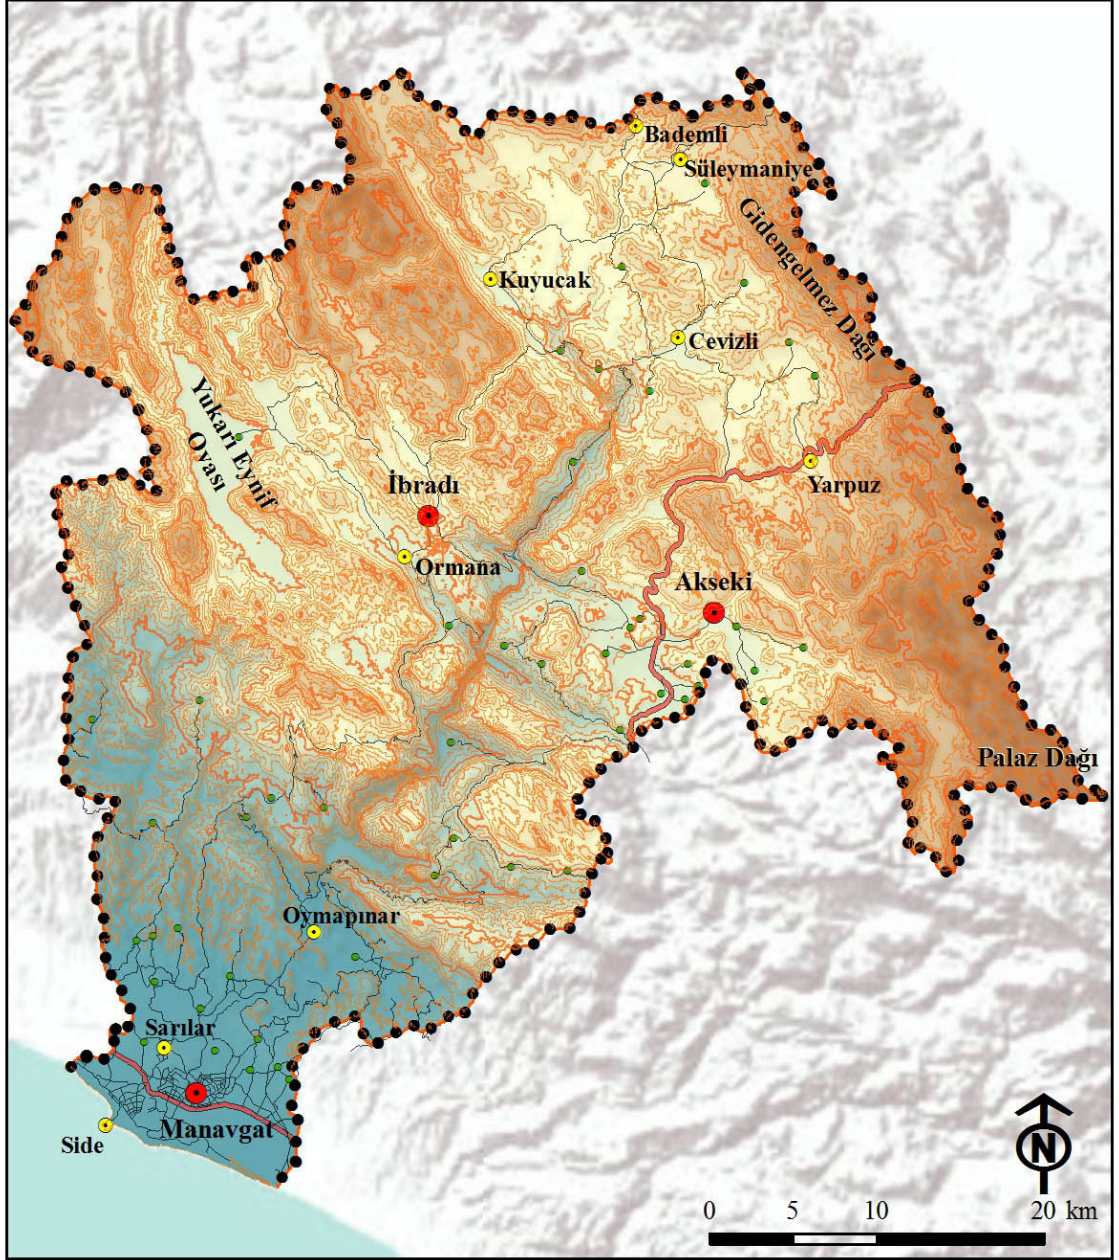 Bademli
Süleymaniye
Gidengelmez Dağı
Kuyucak
Cevizli
Yukarı Eynif
Ovası
İbradı
Yarpuz
Ormana
Akseki
Palaz Dağı
Oymapınar
Sarılar
Manavgat
Side
N
0 5 10 20 km